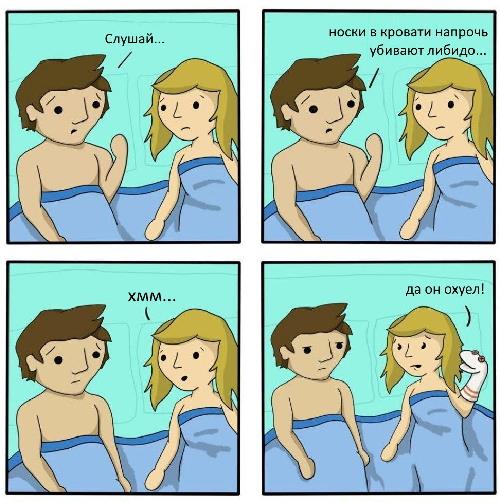 Слушай...
носки в кровати напрочь
убивают либидо...
хмм...
да он охуел!